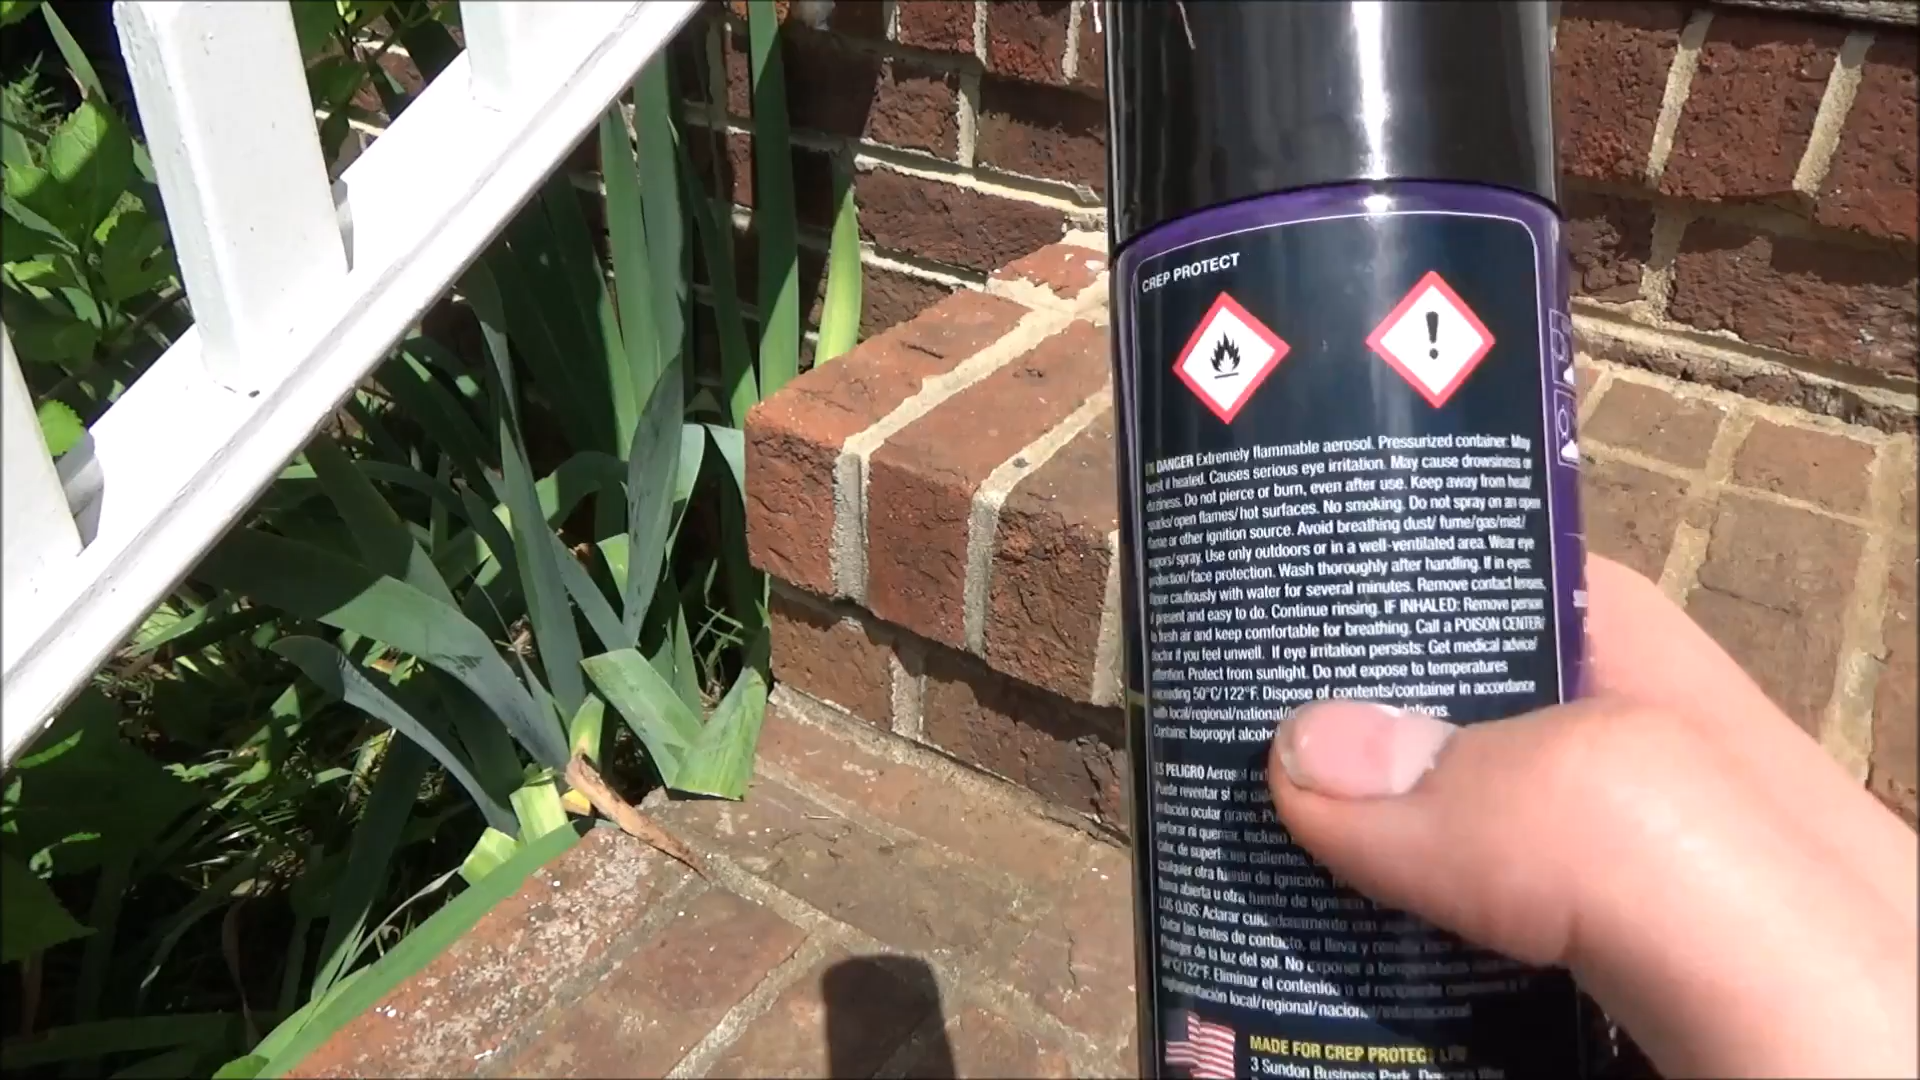 CREP PROTECT
DANGER Extremely flammable aerosol. Pressurized container. May
burst if heated. Causes serious eye irritation. May cause drowsiness or
dizziness. Do not pierce or burn, even after use. Keep away from heat/
sparks/open flames/hot surfaces. No smoking. Do not spray on an open
flame or other ignition source. Avoid breathing dust/ fume/gas/mist/
vapors/spray. Use only outdoors or in a well-ventilated area. Wear eye
protection/face protection. Wash thoroughly after handling. If in eyes:
Rinse cautiously with water for several minutes. Remove contact lenses,
if present and easy to do. Continue rinsing. IF INHALED: Remove person
to fresh air and keep comfortable for breathing. Call a POISON CENTER/
doctor if you feel unwell. If eye irritation persists: Get medical advice/
attention. Protect from sunlight. Do not expose to temperatures
exceeding 50°C/122°F. Dispose of contents/container in accordance
with local/regional/national/
Contains: Isopropyl alcohol
ES PELIGRO
Puede reventar si se
irritación ocular grave.
perforar ni quemar, incluso
calor, de superficies calientes,
cualquier otra fuente de ignición.
llama abierta u otra fuente de ignición.
LOS OJOS: Aclarar cuidadosamente con
Quitar las lentes de contacto, si lleva y
Proteger de la luz del sol. No exponer a temperaturas
50°C/122°F. Eliminar el contenido o el recipiente
reglamentación local/regional/nacional/internacional
MADE FOR CREP PROTECT
3 Sundon Business Park,